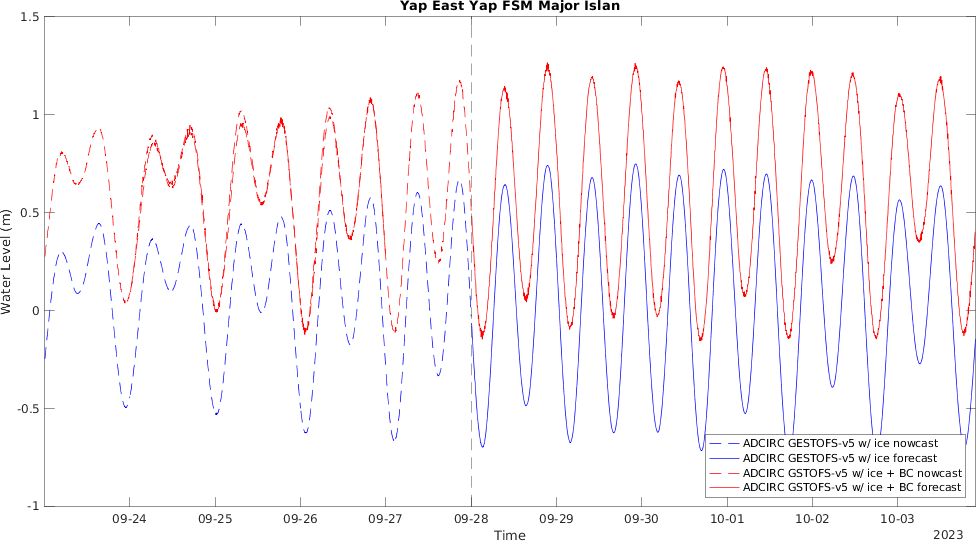 Yap East Yap FSM Major Islan
1.5
1
0.5
0
-0.5
-1
Water Level (m)
ADCIRC GESTOFS-v5 w/ ice nowcast
ADCIRC GESTOFS-v5 w/ ice forecast
ADCIRC GSTOFS-v5 w/ ice + BC nowcast
ADCIRC GSTOFS-v5 w/ ice + BC forecast
09-24 09-25 09-26 09-27 09-28 09-29 09-30 10-01 10-02 10-03
Time
2023